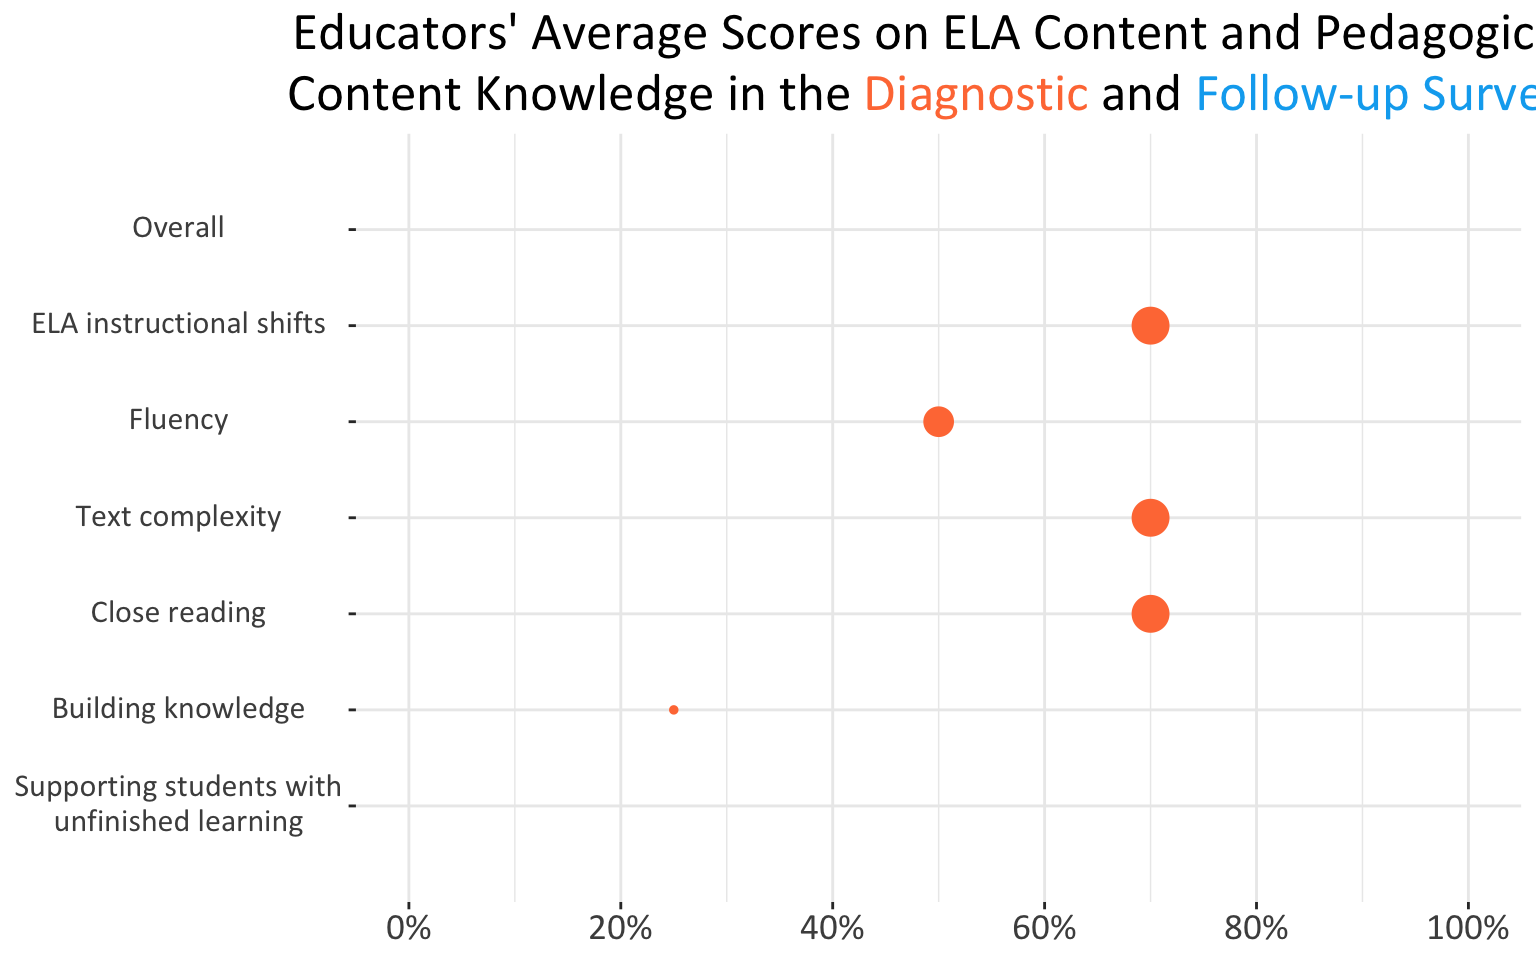 Educators' Average Scores on ELA Content and Pedagogic
Content Knowledge in the Diagnostic and Follow-up Surve
Overall
ELA instructional shifts
Fluency
Text complexity
Close reading
Building knowledge
Supporting students with
unfinished learning
0% 20% 40% 60% 80% 100%